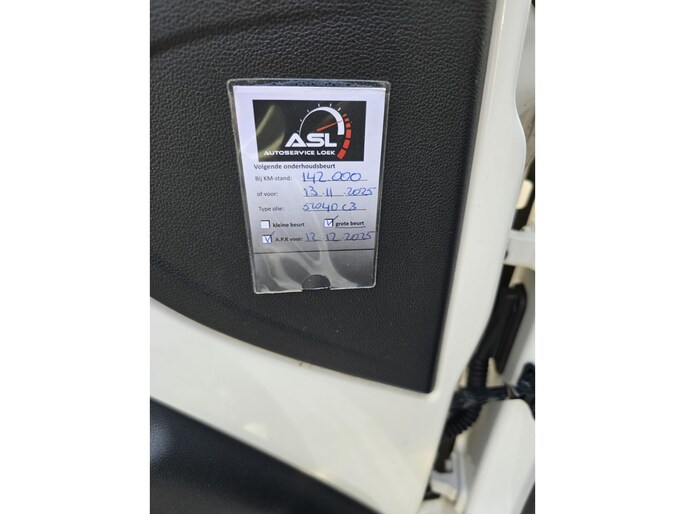 ASL
AUTOSERVICE LOEK
Volgende onderhoudsbeurt
Bij KM-stand: 142.000
of voor: 13 11 2025
Type olie: 5W40 C3
kleine beurt grote beurt
A.P.K voor: 12 12 2025